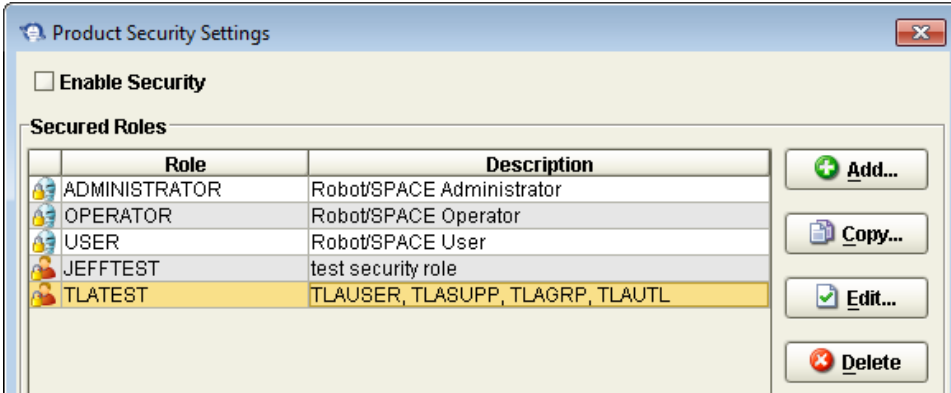 Product Security Settings
Enable Security
Secured Roles
Role Description
ADMINISTRATOR Robot/SPACE Administrator
OPERATOR Robot/SPACE Operator
USER Robot/SPACE User
JEFFTEST test security role
TLATEST TLAUSER, TLASUPP, TLAGRP, TLAUTL
Add...
Copy...
Edit...
Delete